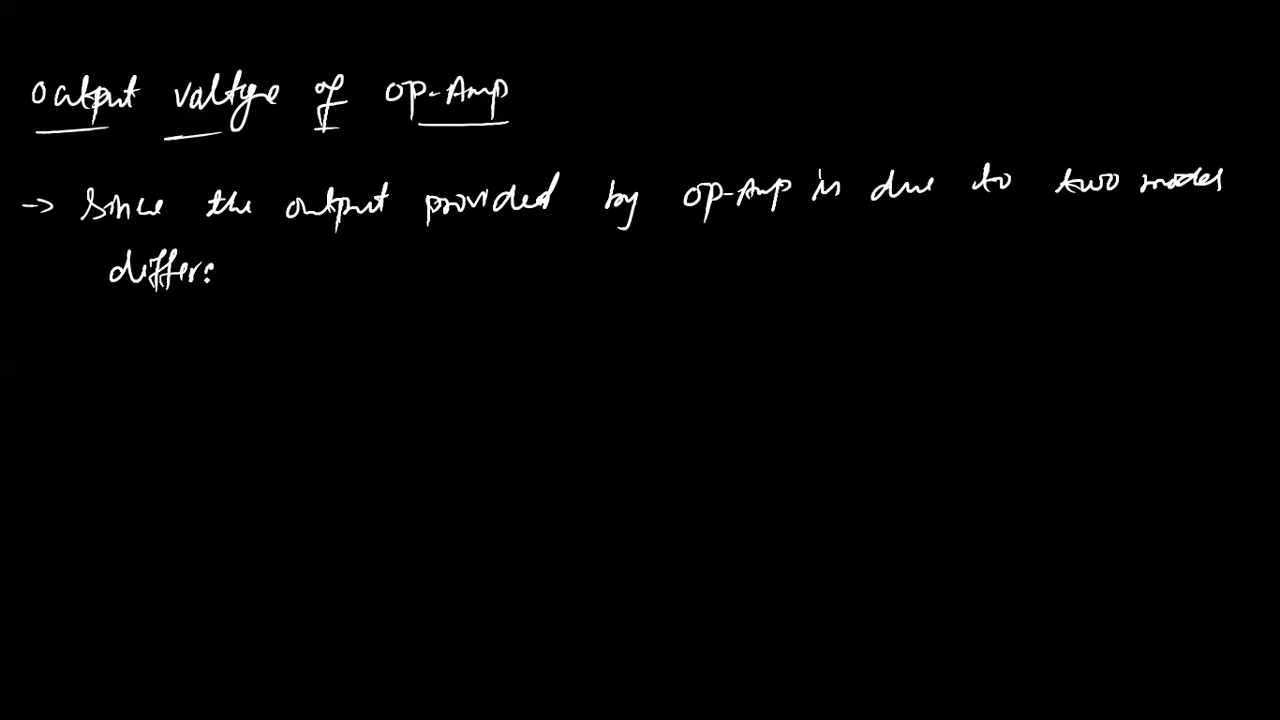 Output voltage of OP-Amp
→ Since the output provided by OP-Amp is due to two modes
differ